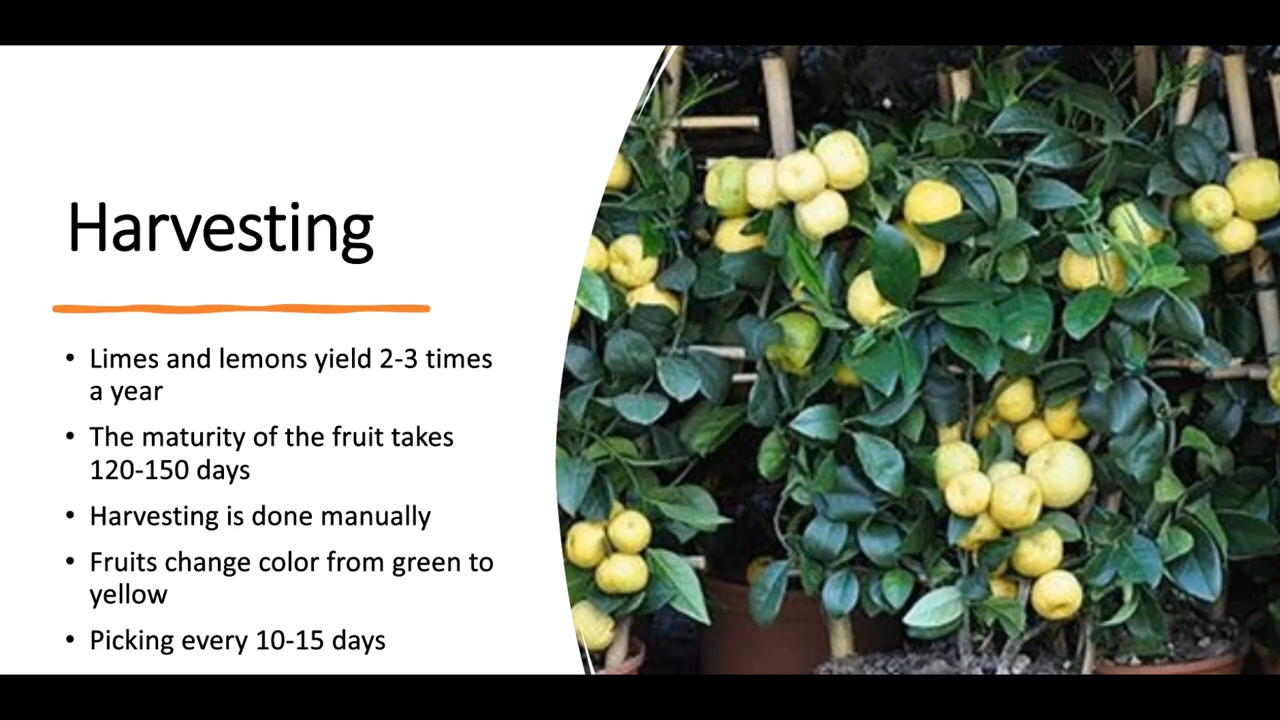 Harvesting
• Limes and lemons yield 2-3 times
a year
• The maturity of the fruit takes
120-150 days
• Harvesting is done manually
• Fruits change color from green to
yellow
• Picking every 10-15 days